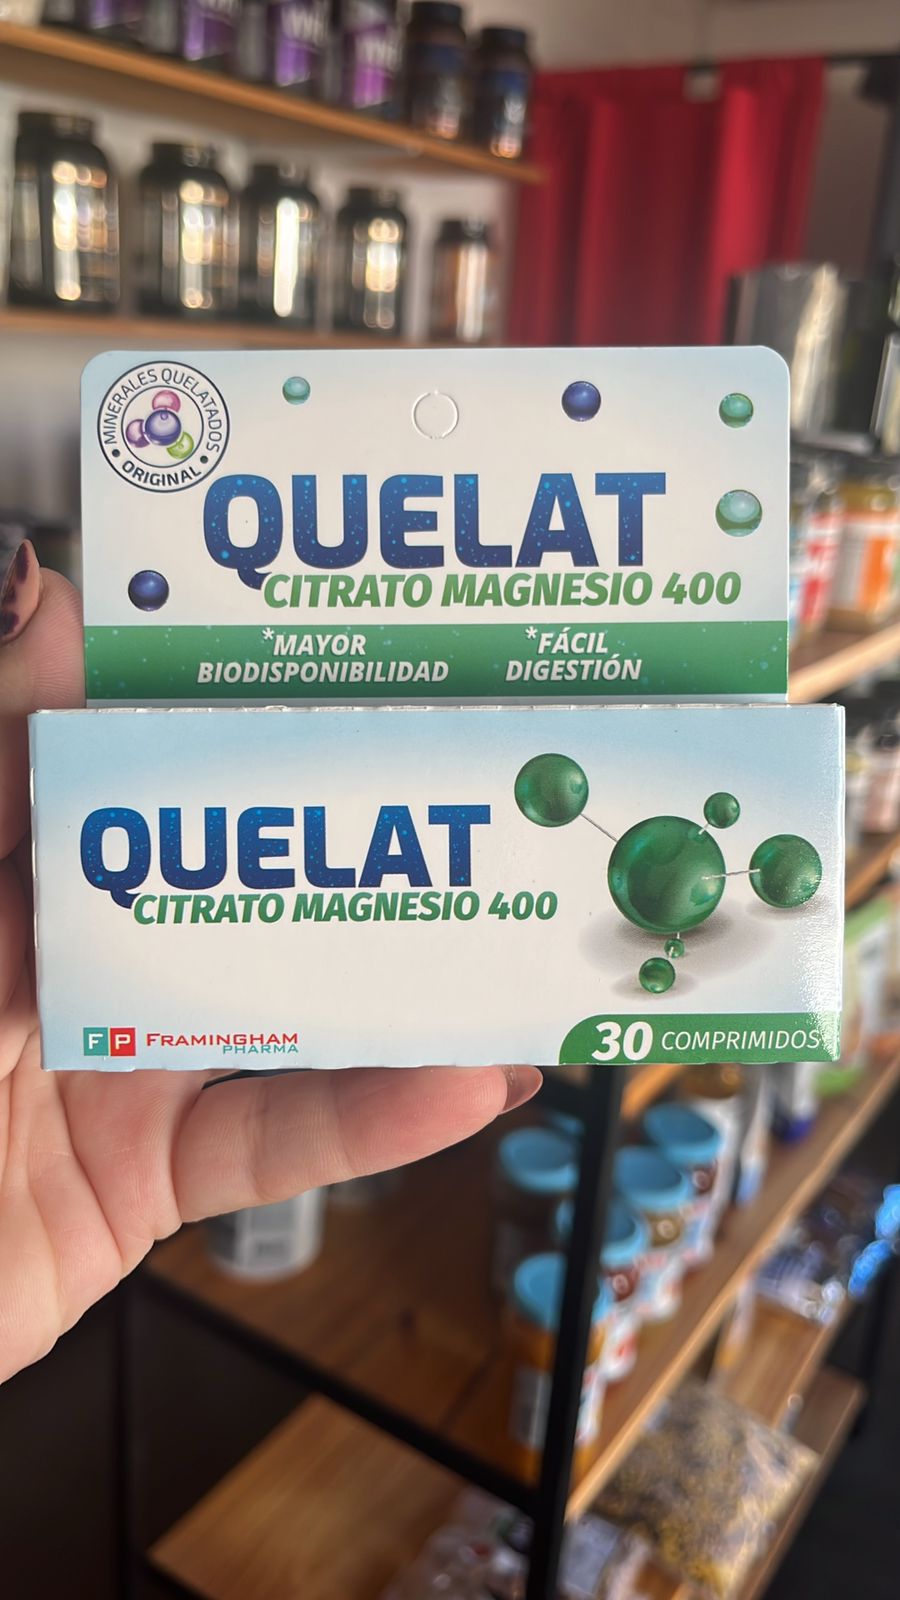 MINERALES QUELATADOS
• ORIGINAL •
QUELAT
CITRATO MAGNESIO 400
*MAYOR
BIODISPONIBILIDAD
*FÁCIL
DIGESTIÓN
QUELAT
CITRATO MAGNESIO 400
FP FRAMINGHAM
PHARMA
30 COMPRIMIDOS